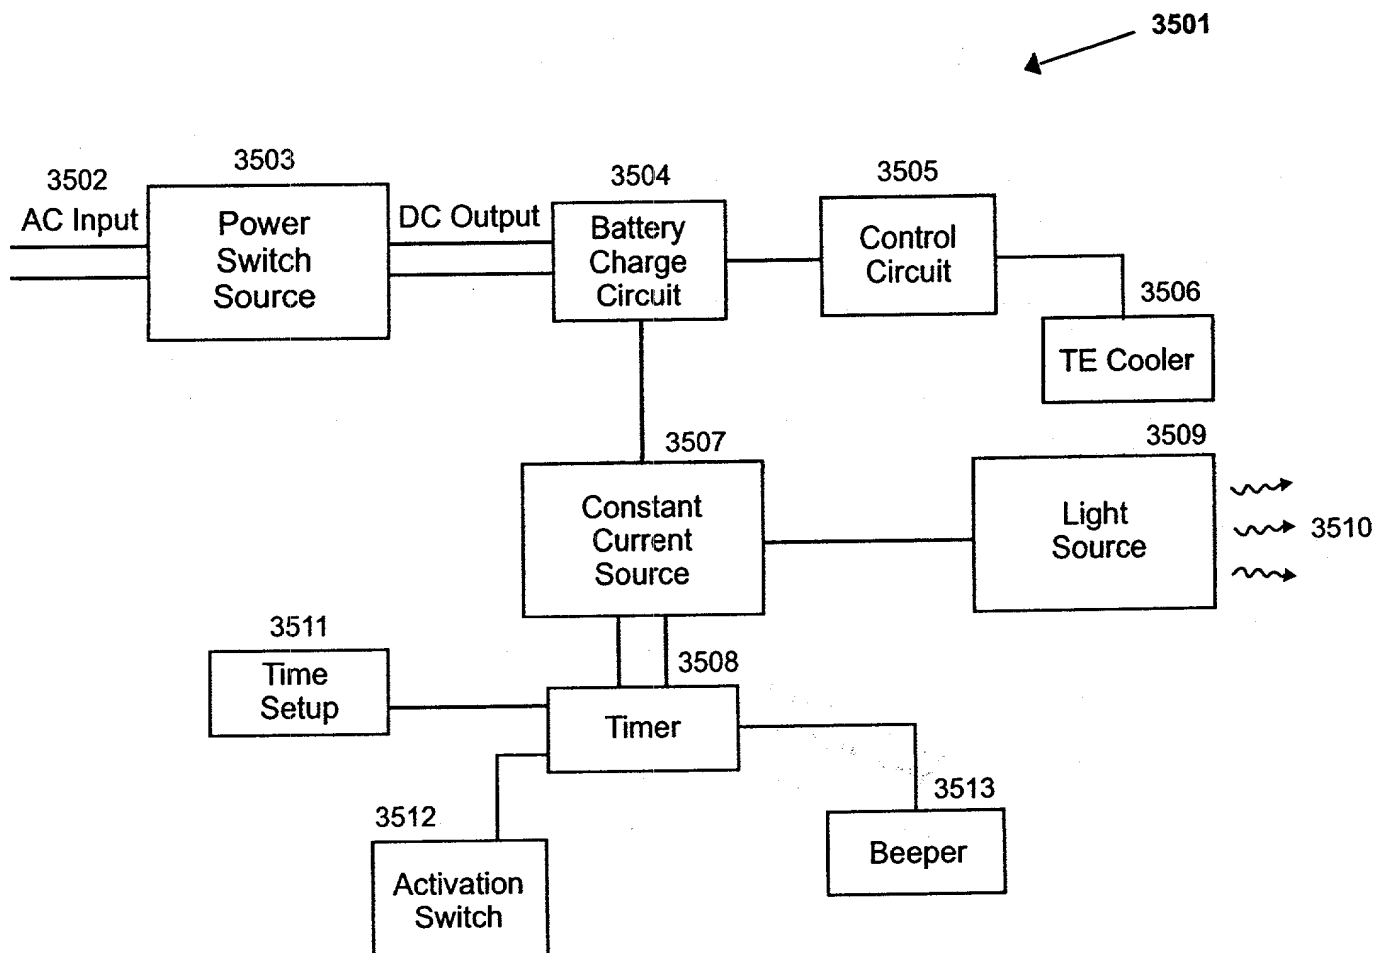 3501
3502
AC Input
3503
Power
Switch
Source
DC Output
3504
Battery
Charge
Circuit
3505
Control
Circuit
3506
TE Cooler
3507
Constant
Current
Source
3509
Light
Source
3510
3511
Time
Setup
3508
Timer
3512
Activation
Switch
3513
Beeper